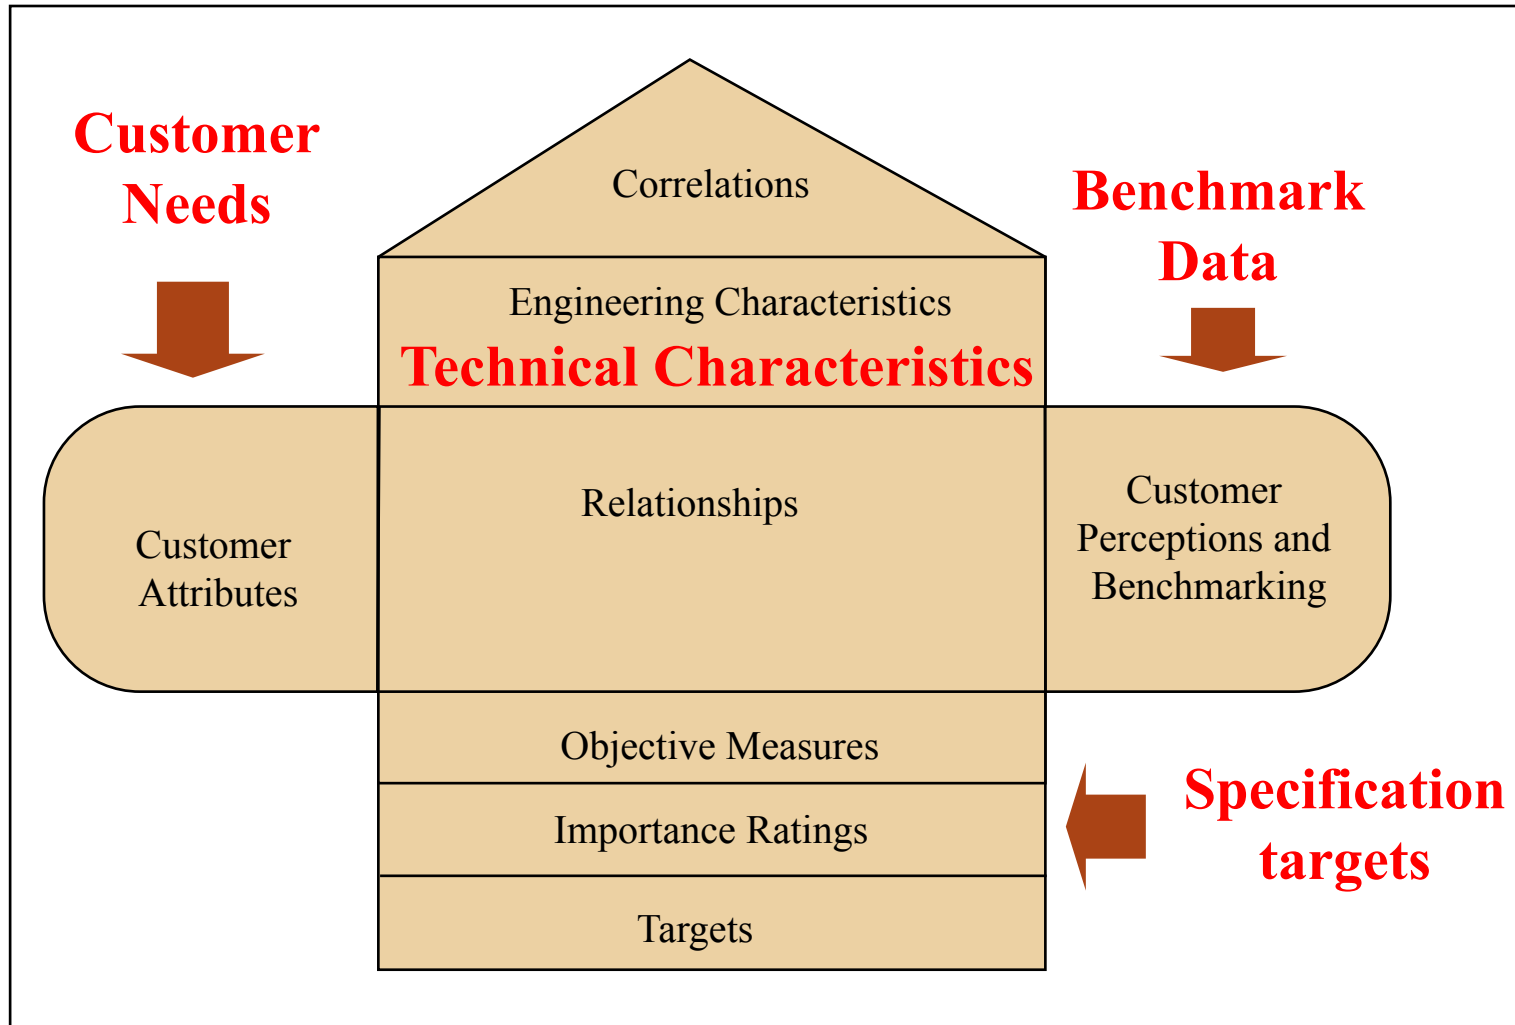 Customer
Needs
Correlations
Benchmark
Data
Engineering Characteristics
Technical Characteristics
Customer
Attributes
Relationships
Customer
Perceptions and
Benchmarking
Objective Measures
Importance Ratings
Targets
Specification
targets